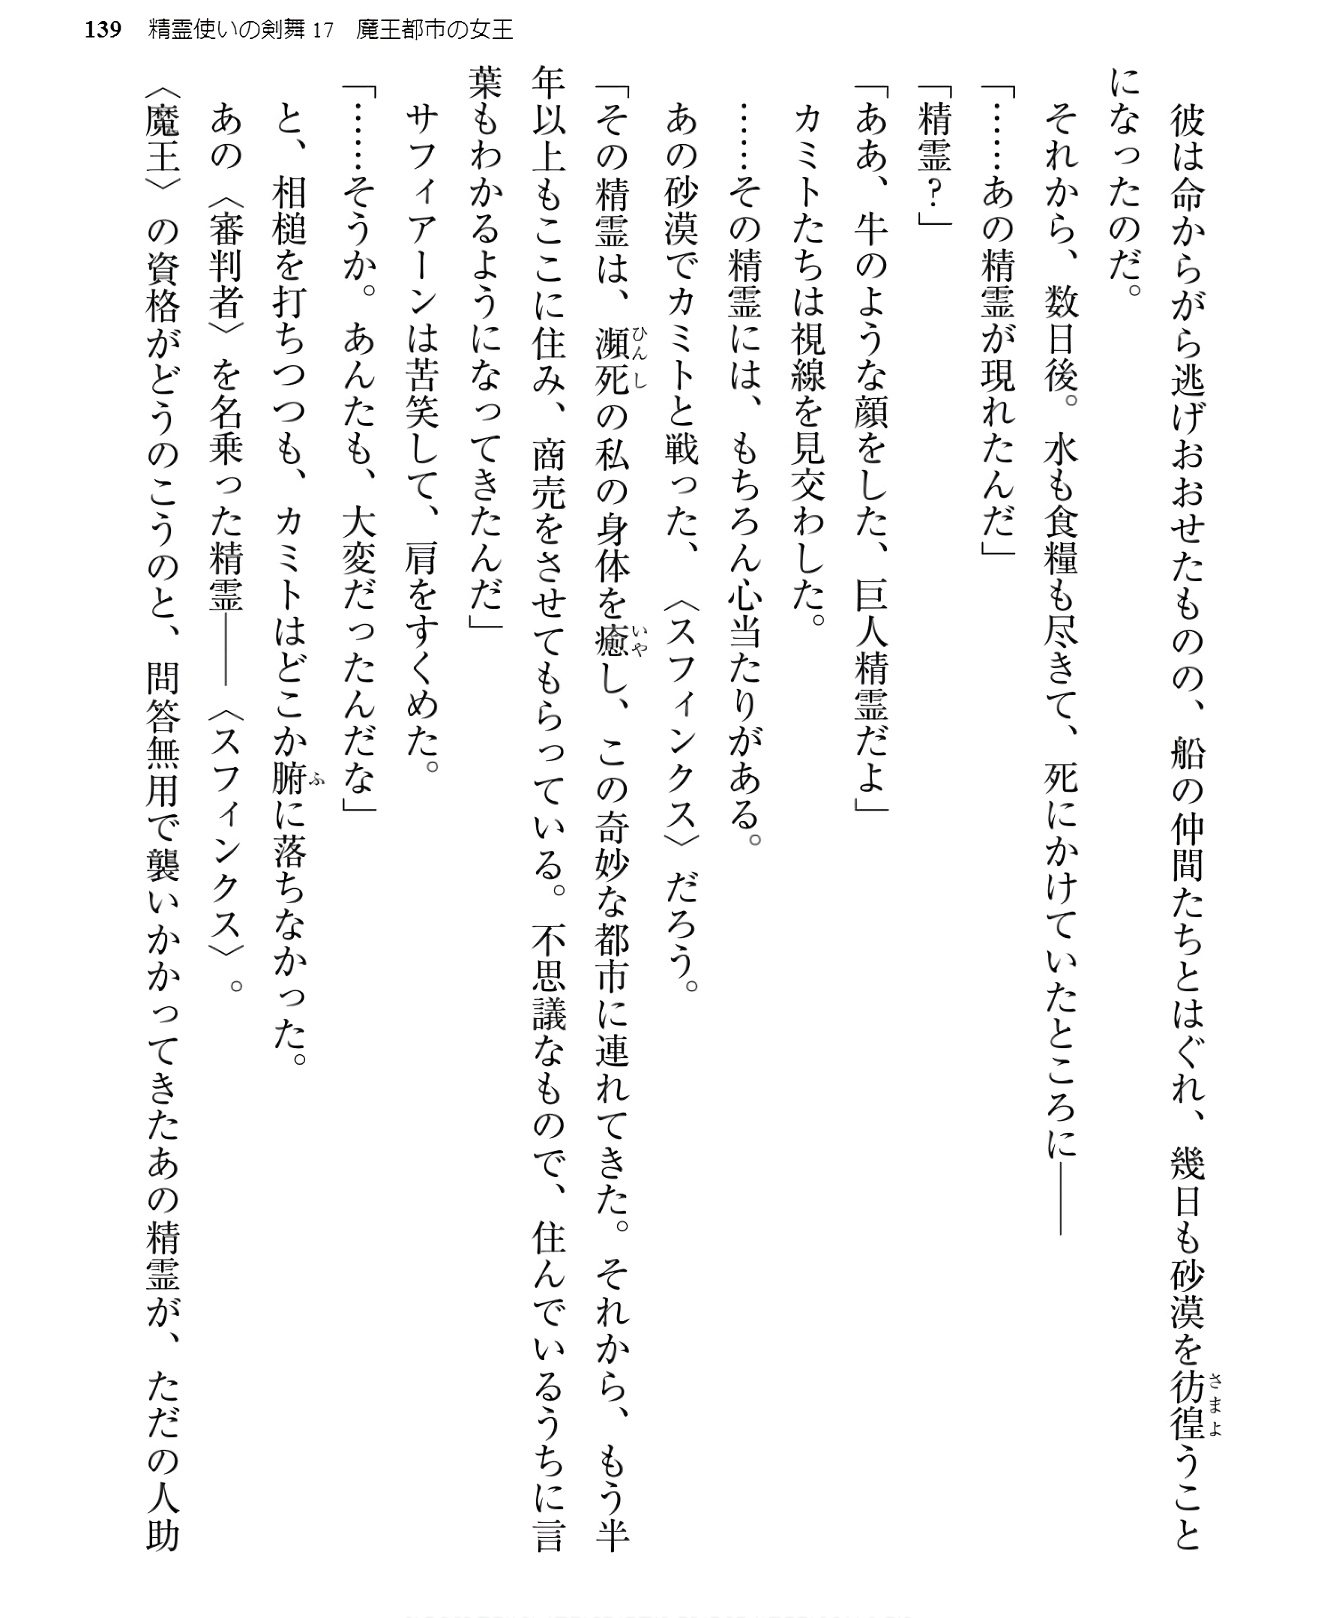 139　精霊使いの剣舞17　魔王都市の女王
　彼は命からがら逃げおおせたものの、船の仲間たちとはぐれ、幾日も砂漠を彷徨うこと
になったのだ。
　それから、数日後。水も食糧も尽きて、死にかけていたところに――
「……あの精霊が現れたんだ」
「精霊？」
「ああ、牛のような顔をした、巨人精霊だよ」
　カミトたちは視線を見交わした。
　……その精霊には、もちろん心当たりがある。
　あの砂漠でカミトと戦った、〈スフィンクス〉だろう。
「その精霊は、瀕死の私の身体を癒し、この奇妙な都市に連れてきた。それから、もう半
年以上もここに住み、商売をさせてもらっている。不思議なもので、住んでいるうちに言
葉もわかるようになってきたんだ」
　サフィアーンは苦笑して、肩をすくめた。
「……そうか。あんたも、大変だったんだな」
　と、相槌を打ちつつも、カミトはどこか腑に落ちなかった。
　あの〈審判者〉を名乗った精霊――〈スフィンクス〉。
〈魔王〉の資格がどうのこうのと、問答無用で襲いかかってきたあの精霊が、ただの人助